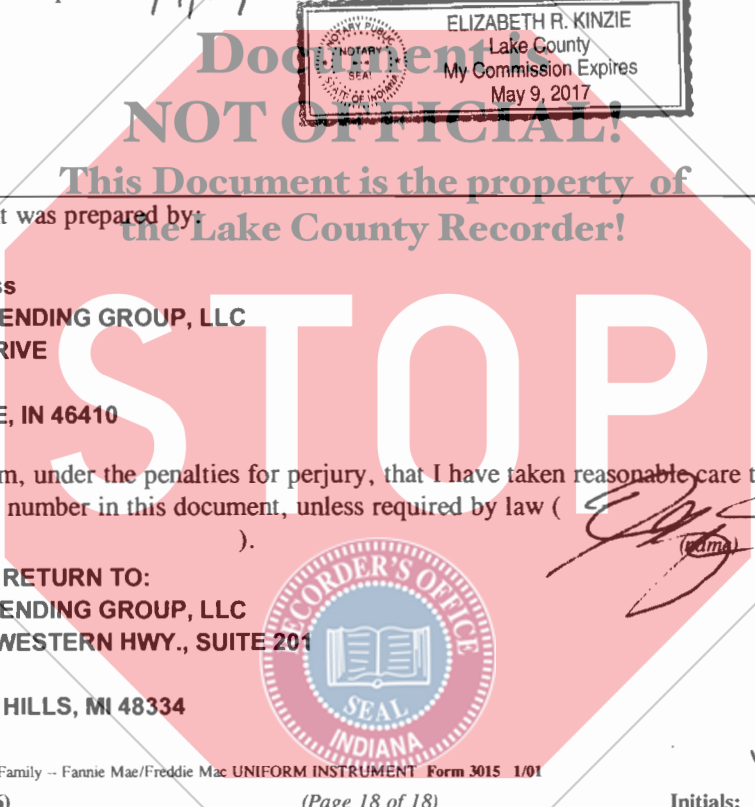 ELIZABETH R. KINZIE
Lake County
My Commission Expires
May 9, 2017
NOTARY PUBLIC
NOTARY
SEAL
STATE OF INDIANA
Document is
NOT OFFICIAL!
This Document is the property of
the Lake County Recorder!
t was prepared by:
ss
ENDING GROUP, LLC
RIVE
STOP
E, IN 46410
m, under the penalties for perjury, that I have taken reasonable care t
number in this document, unless required by law (
(name)
).
RETURN TO:
ENDING GROUP, LLC
WESTERN HWY., SUITE 201
HILLS, MI 48334
RECORDER'S OFFICE
SEAL
INDIANA
Family -- Fannie Mae/Freddie Mac UNIFORM INSTRUMENT Form 3015 1/01
(Page 18 of 18)
Initials: